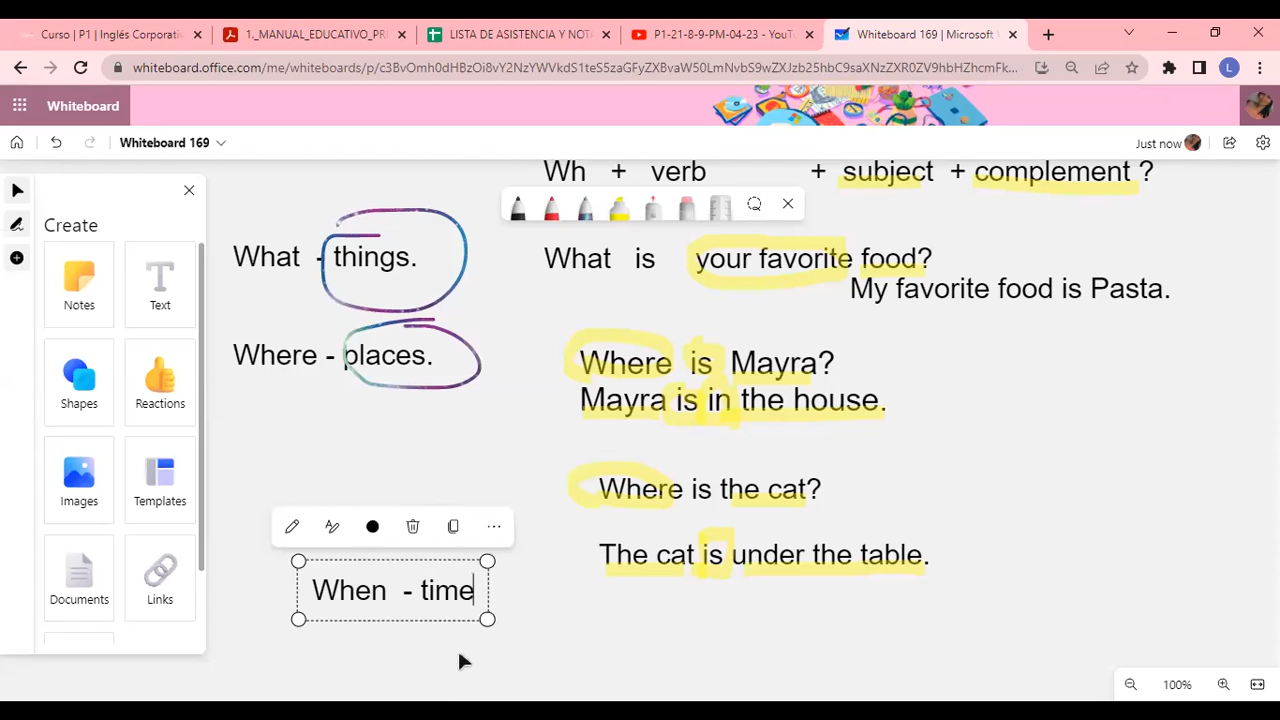 Curso | P1 | Inglés Corporativ
1._MANUAL_EDUCATIVO_PR
LISTA DE ASISTENCIA Y NOTA
P1-21-8-9-PM-04-23 - YouT
Whiteboard 169 | Microsoft W
whiteboard.office.com/me/whiteboards/p/c3BvOmh0dHBzOi8vY2NzYWVkdS1teS5zaGFyZXBvaW50LmNvbS9wZXJzb25hbC9saXNzZXR0ZV9hbHZhcmFk...
L
Whiteboard
Whiteboard 169
Just now
Create
Notes
Text
Shapes
Reactions
Images
Templates
Documents
Links
Wh + verb + subject + complement ?
What - things.
What is your favorite food?
My favorite food is Pasta.
Where - places.
Where is Mayra?
Mayra is in the house.
Where is the cat?
The cat is under the table.
When - time
100%